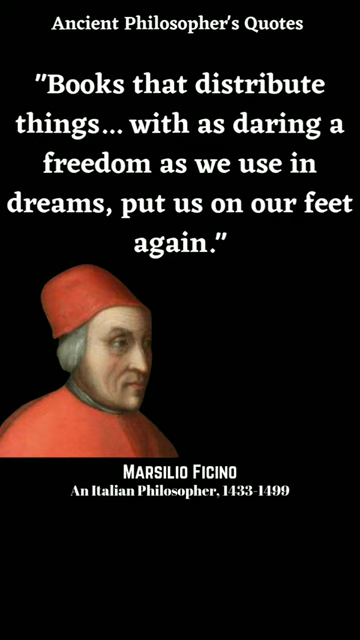 Ancient Philosopher's Quotes
"Books that distribute
things... with as daring a
freedom as we use in
dreams, put us on our feet
again."
Marsilio Ficino
An Italian Philosopher, 1433-1499